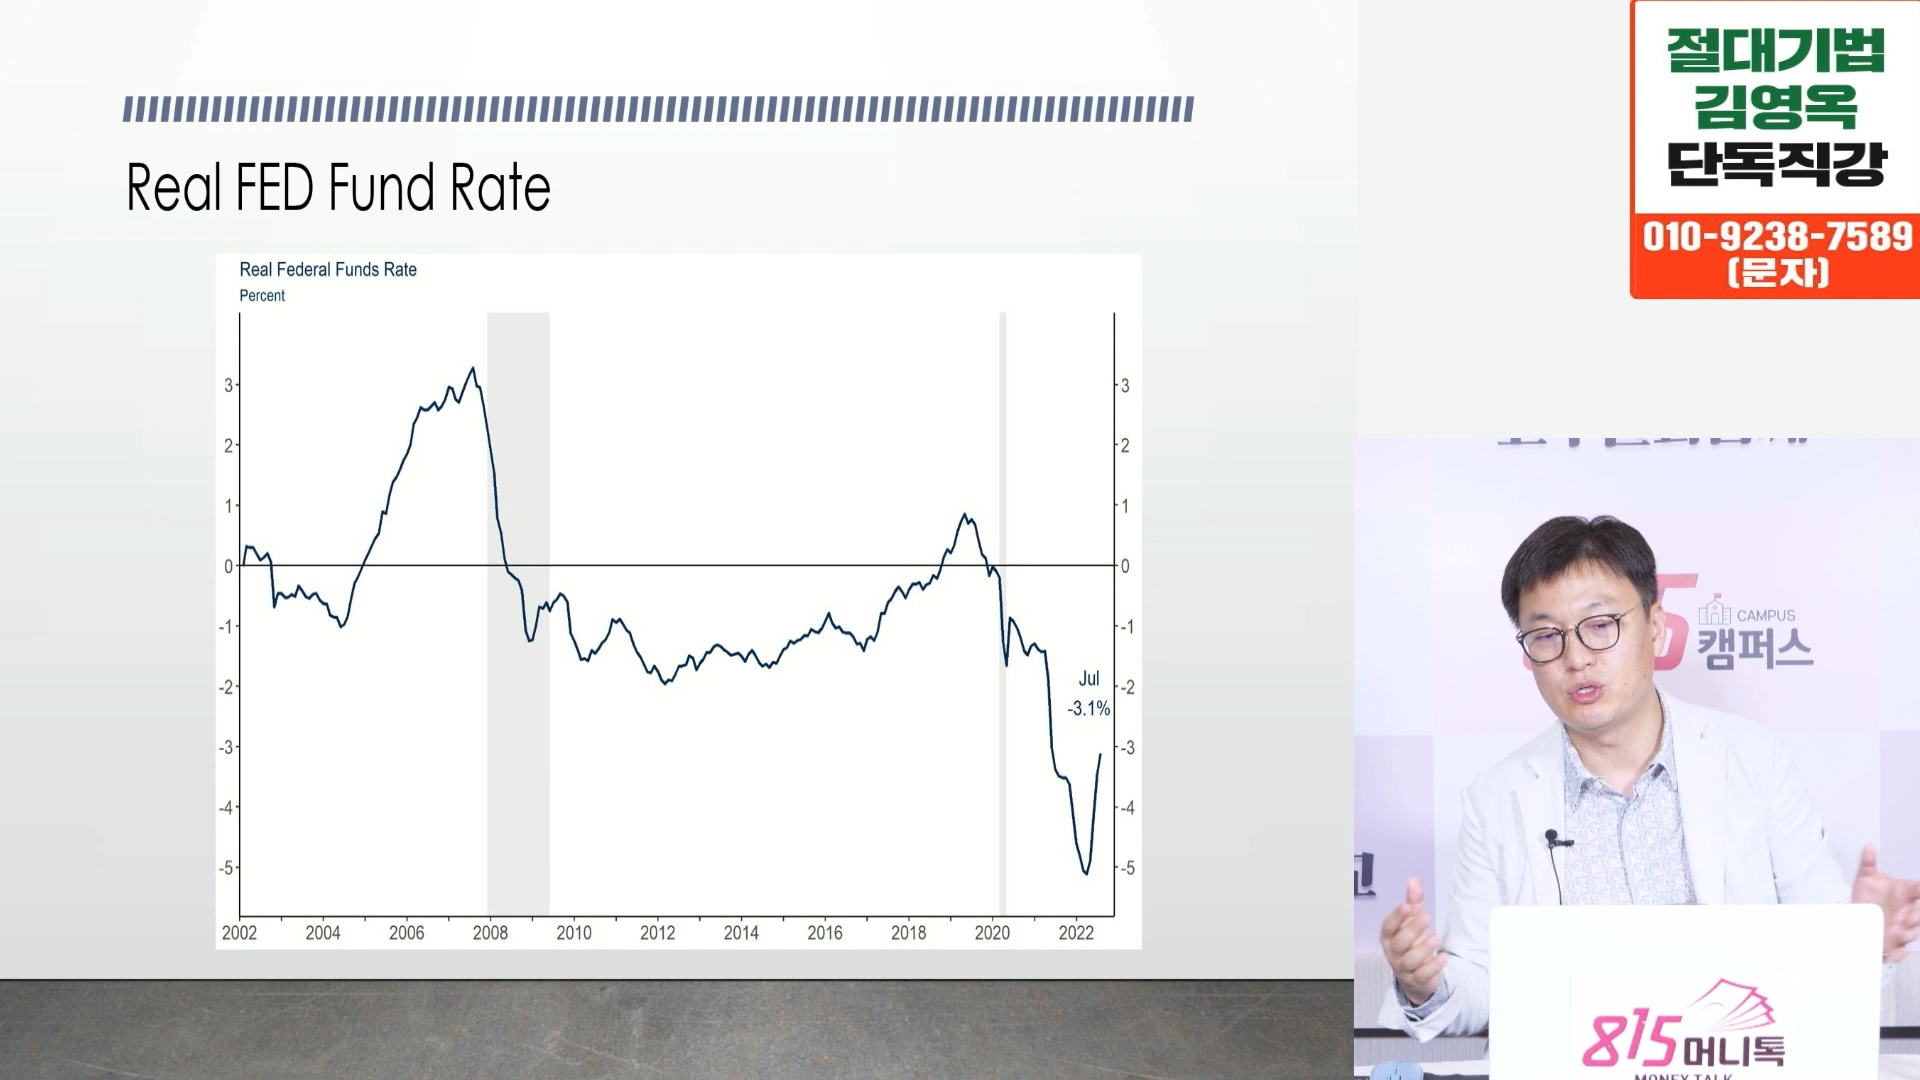 Real FED Fund Rate
Real Federal Funds Rate
Percent
3
2
1
0
-1
-2
-3
-4
-5
3
2
1
0
-1
-2
-3
-4
-5
Jul
-3.1%
2002 2004 2006 2008 2010 2012 2014 2016 2018 2020 2022
절대기법
김영옥
단독직강
010-9238-7589
(문자)
CAMPUS
캠퍼스
815머니톡
MONEY TALK